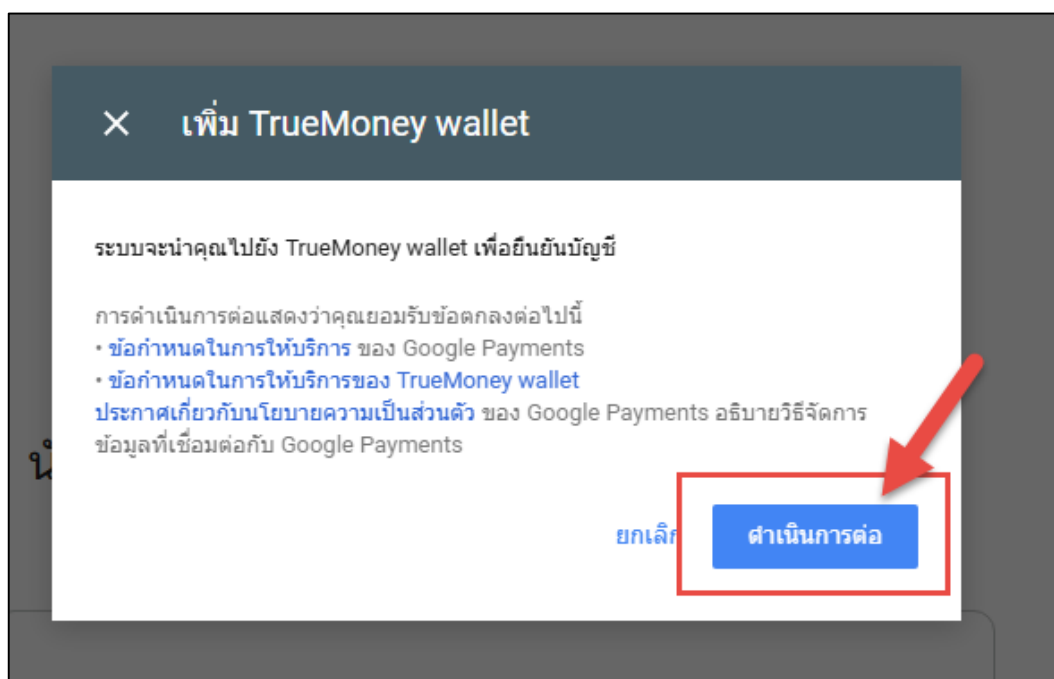 เพิ่ม TrueMoney wallet
ระบบจะนำคุณไปยัง TrueMoney wallet เพื่อยืนยันบัญชี
การดำเนินการต่อแสดงว่าคุณยอมรับข้อตกลงต่อไปนี้
• ข้อกำหนดในการให้บริการ ของ Google Payments
• ข้อกำหนดในการให้บริการของ TrueMoney wallet
ประกาศเกี่ยวกับนโยบายความเป็นส่วนตัว ของ Google Payments อธิบายวิธีจัดการ
ข้อมูลที่เชื่อมต่อกับ Google Payments
ยกเลิก ดำเนินการต่อ